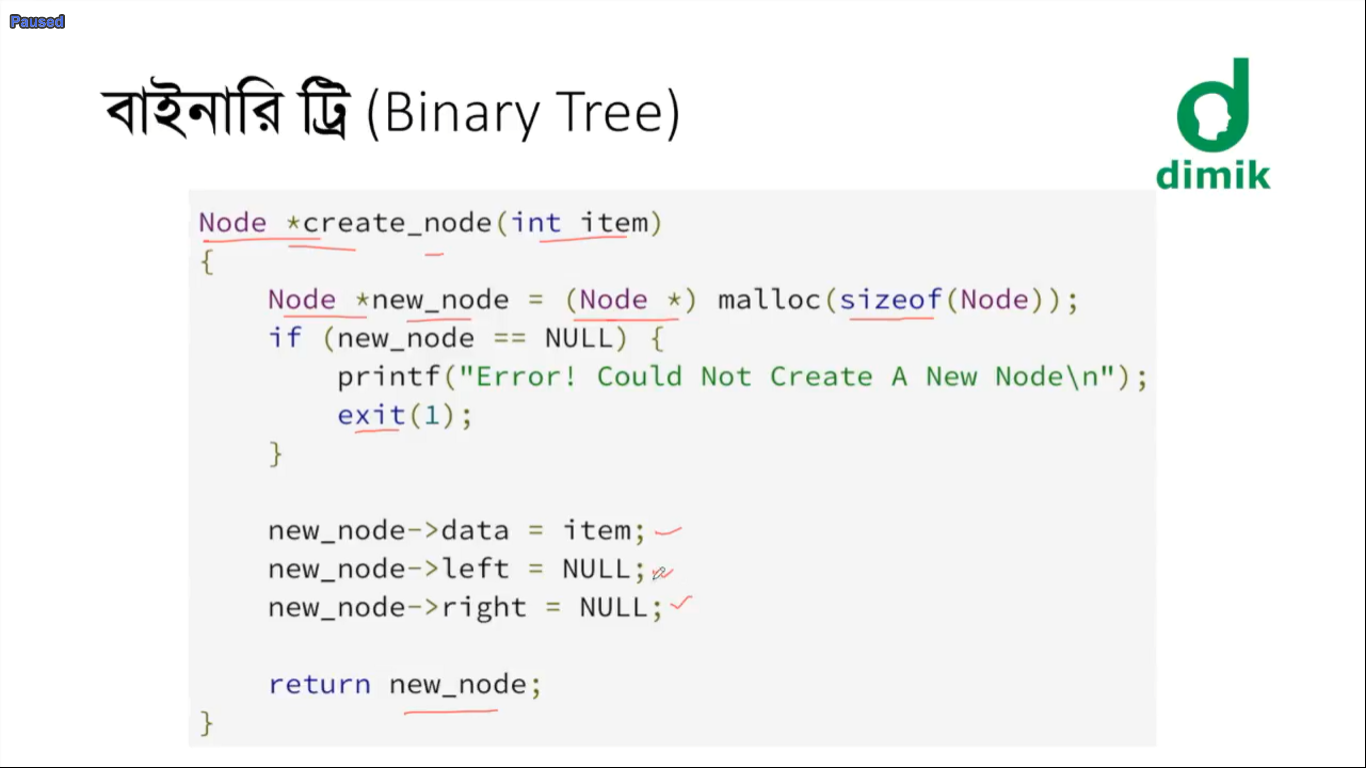 Paused
বাইনারি ট্রি (Binary Tree)
dimik
Node *create_node(int item)
{
    Node *new_node = (Node *) malloc(sizeof(Node));
    if (new_node == NULL) {
        printf("Error! Could Not Create A New Node\n");
        exit(1);
    }
    new_node->data = item;
    new_node->left = NULL;
    new_node->right = NULL;
    return new_node;
}